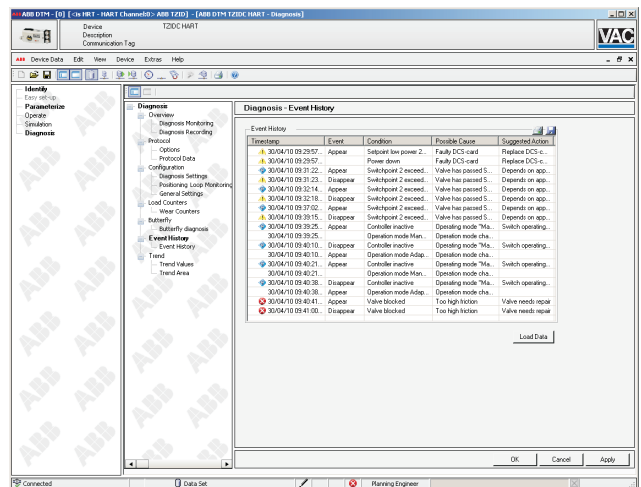 ABB DTM - [0] [<is HRT - HART Channel:0> ABB TZID] - [ABB DTM TZIDC HART - Diagnosis]
Device TZIDC HART
Description
Communication Tag
VAC
ABB Device Data Edit View Device Extras Help
Identify
Easy set-up
Parameterize
Operate
Simulation
Diagnosis
Diagnosis
Overview
Diagnosis Monitoring
Diagnosis Recording
Protocol
Options
Protocol Data
Configuration
Diagnosis Settings
Positioning Loop Monitoring
General Settings
Load Counters
Wear Counters
Butterfly
Butterfly diagnosis
Event History
Event History
Trend
Trend Values
Trend Area
Diagnosis - Event History
Event History
Timestamp Event Condition Possible Cause Suggested Action
30/04/10 09:29:57... Appear Setpoint low power 2... Faulty DCS-card Replace DCS-c...
30/04/10 09:29:57... Power down Faulty DCS-card Replace DCS-c...
30/04/10 09:31:22... Appear Switchpoint 2 exceed... Valve has passed S... Depends on app...
30/04/10 09:31:23... Disappear Switchpoint 2 exceed... Valve has passed S... Depends on app...
30/04/10 09:32:14... Appear Switchpoint 2 exceed... Valve has passed S... Depends on app...
30/04/10 09:32:18... Disappear Switchpoint 2 exceed... Valve has passed S... Depends on app...
30/04/10 09:37:02... Appear Switchpoint 2 exceed... Valve has passed S... Depends on app...
30/04/10 09:39:15... Disappear Switchpoint 2 exceed... Valve has passed S... Depends on app...
30/04/10 09:39:25... Appear Controller inactive Operating mode "Ma... Switch operating...
30/04/10 09:39:25... Operation mode Man... Operation mode cha...
30/04/10 09:40:10... Disappear Controller inactive Operating mode "Ma... Switch operating...
30/04/10 09:40:10... Appear Operation mode Adap... Operation mode cha...
30/04/10 09:40:21... Appear Controller inactive Operating mode "Ma... Switch operating...
30/04/10 09:40:21... Operation mode Man... Operation mode cha...
30/04/10 09:40:38... Disappear Controller inactive Operating mode "Ma... Switch operating...
30/04/10 09:40:38... Appear Operation mode Adap... Operation mode cha...
30/04/10 09:40:41... Appear Valve blocked Too high friction Valve needs repair
30/04/10 09:41:00... Disappear Valve blocked Too high friction Valve needs repair
Load Data
OK Cancel Apply
Connected Data Set Planning Engineer